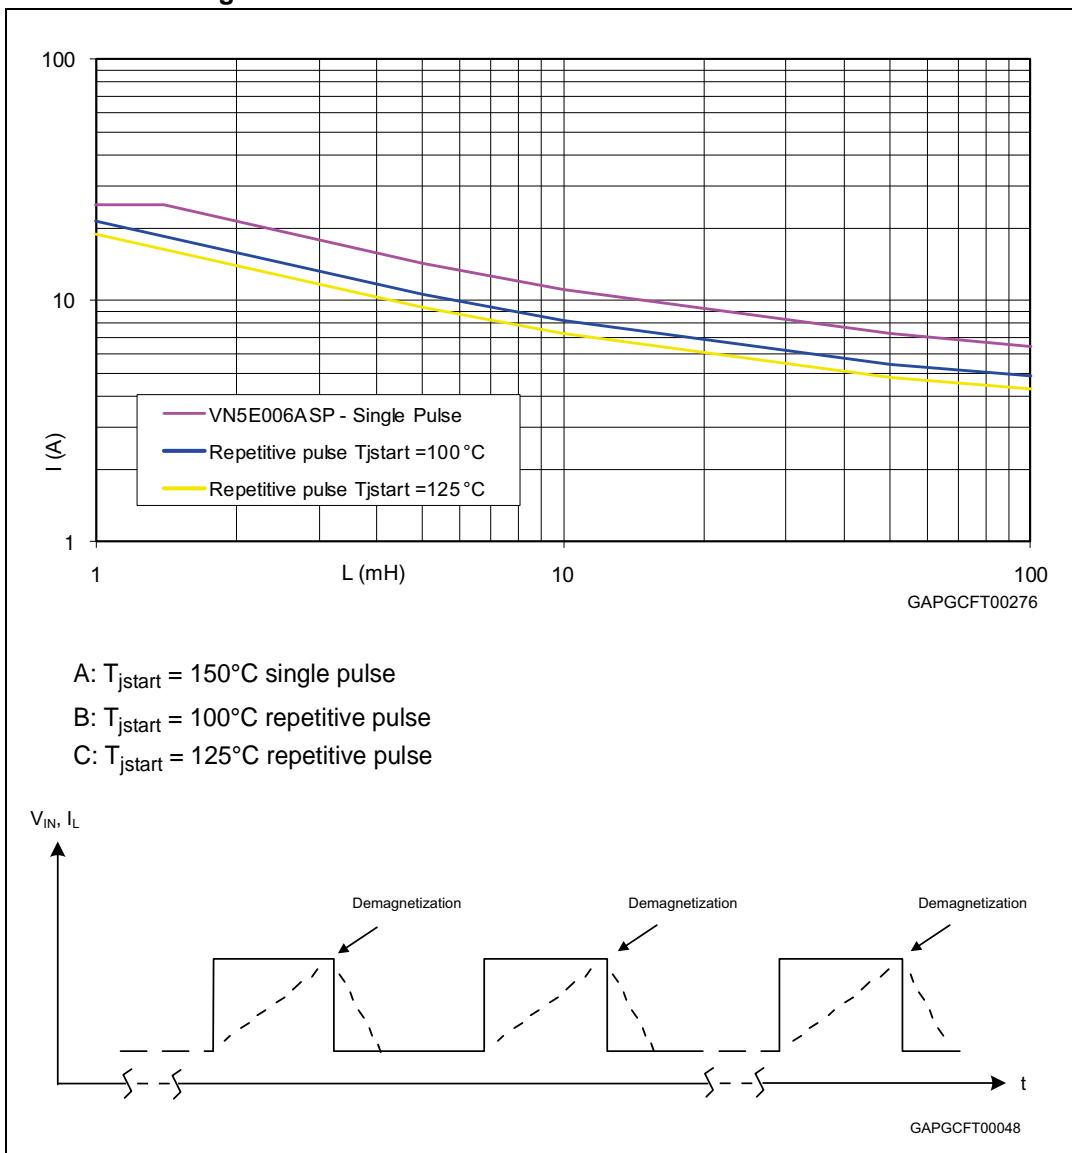 100
10
1
I (A)
VN5E006ASP - Single Pulse
Repetitive pulse Tjstart =100°C
Repetitive pulse Tjstart =125°C
1
L (mH)
10
100
GAPGCFT00276
A: Tjstart = 150°C single pulse
B: Tjstart = 100°C repetitive pulse
C: Tjstart = 125°C repetitive pulse
VIN, IL
Demagnetization
Demagnetization
Demagnetization
t
GAPGCFT00048